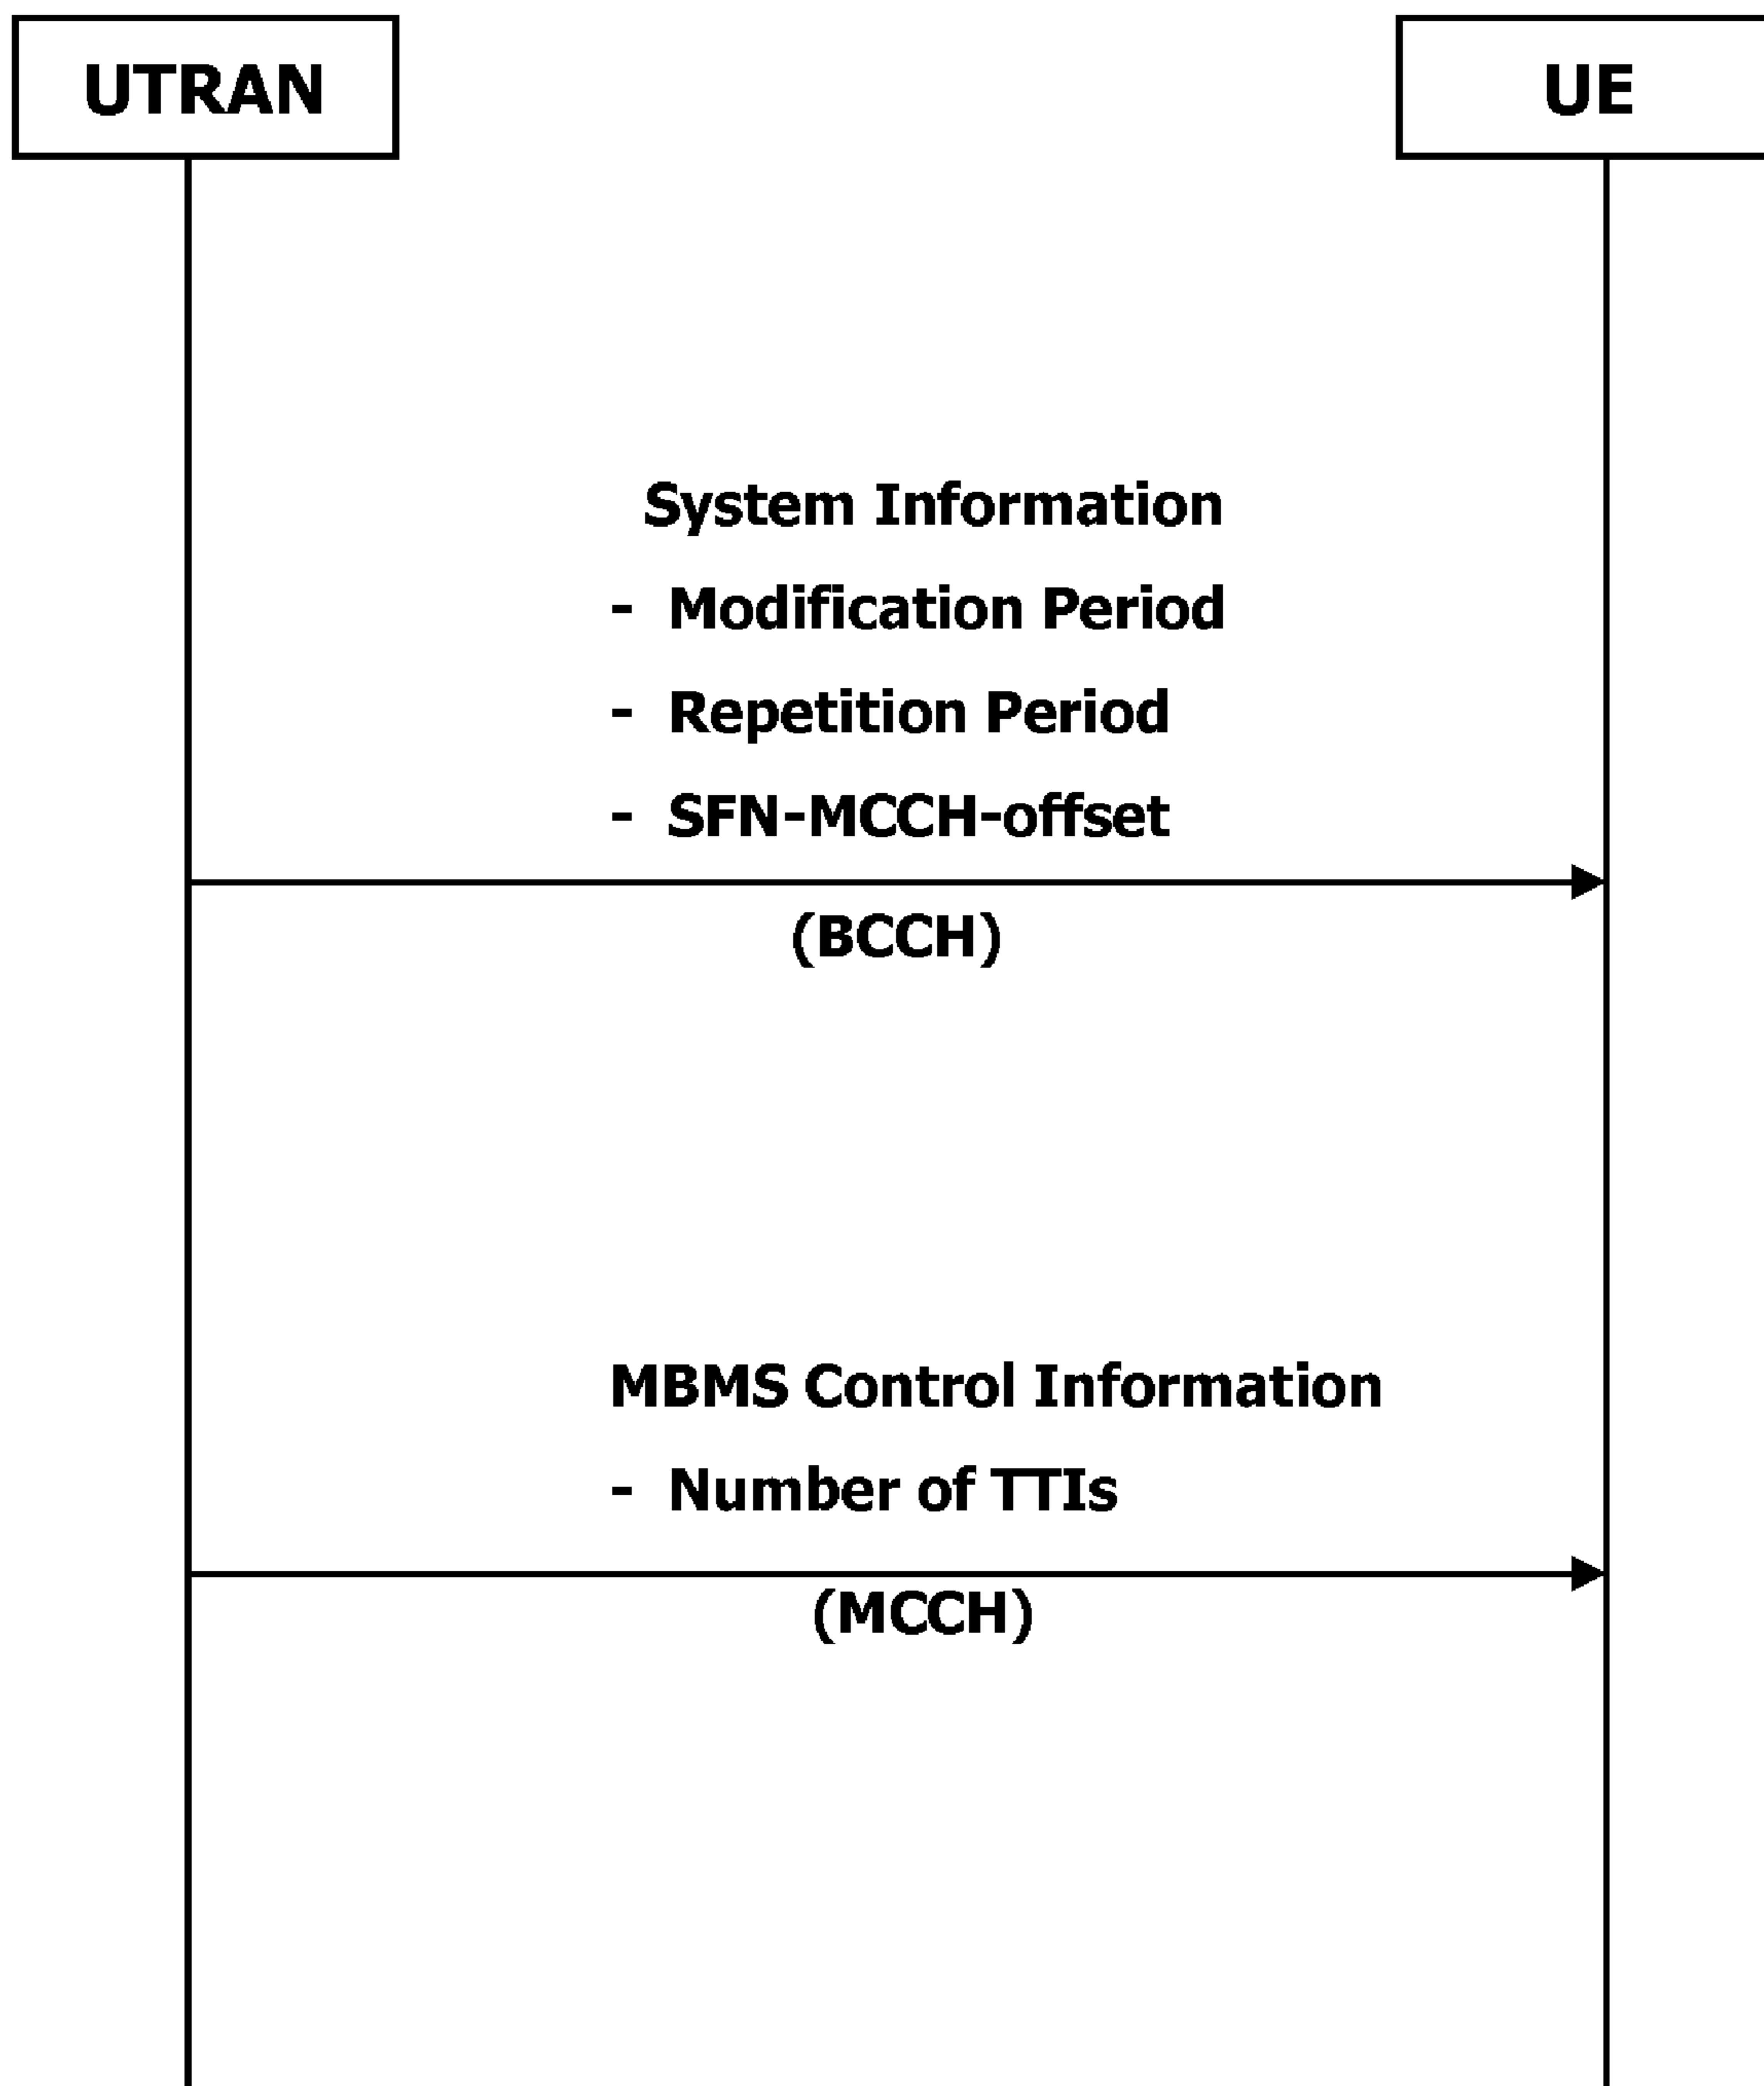 UTRAN
UE
System Information
- Modification Period
- Repetition Period
- SFN-MCCH-offset
(BCCH)
MBMS Control Information
- Number of TTIs
(MCCH)